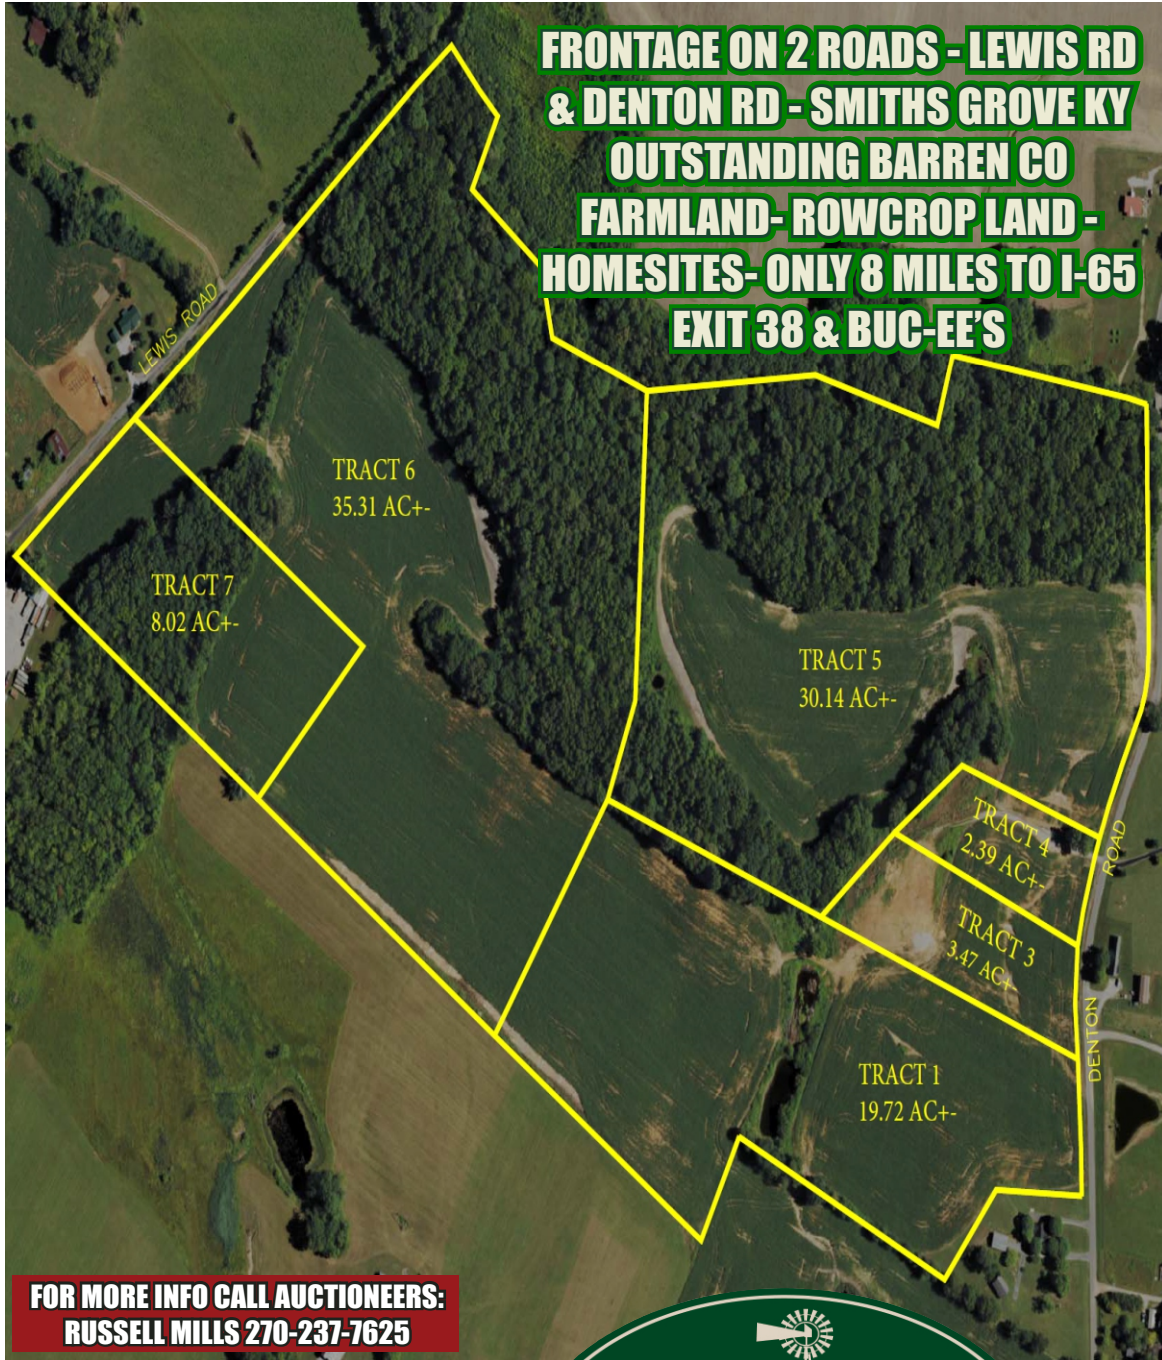 FRONTAGE ON 2 ROADS - LEWIS RD
& DENTON RD - SMITHS GROVE KY
OUTSTANDING BARREN CO
FARMLAND- ROWCROP LAND -
HOMESITES- ONLY 8 MILES TO I-65
EXIT 38 & BUC-EE'S
LEWIS ROAD
TRACT 6
35.31 AC+-
TRACT 7
8.02 AC+-
TRACT 5
30.14 AC+-
TRACT 4
2.39 AC+-
TRACT 3
3.47 AC+-
DENTON ROAD
TRACT 1
19.72 AC+-
FOR MORE INFO CALL AUCTIONEERS:
RUSSELL MILLS 270-237-7625